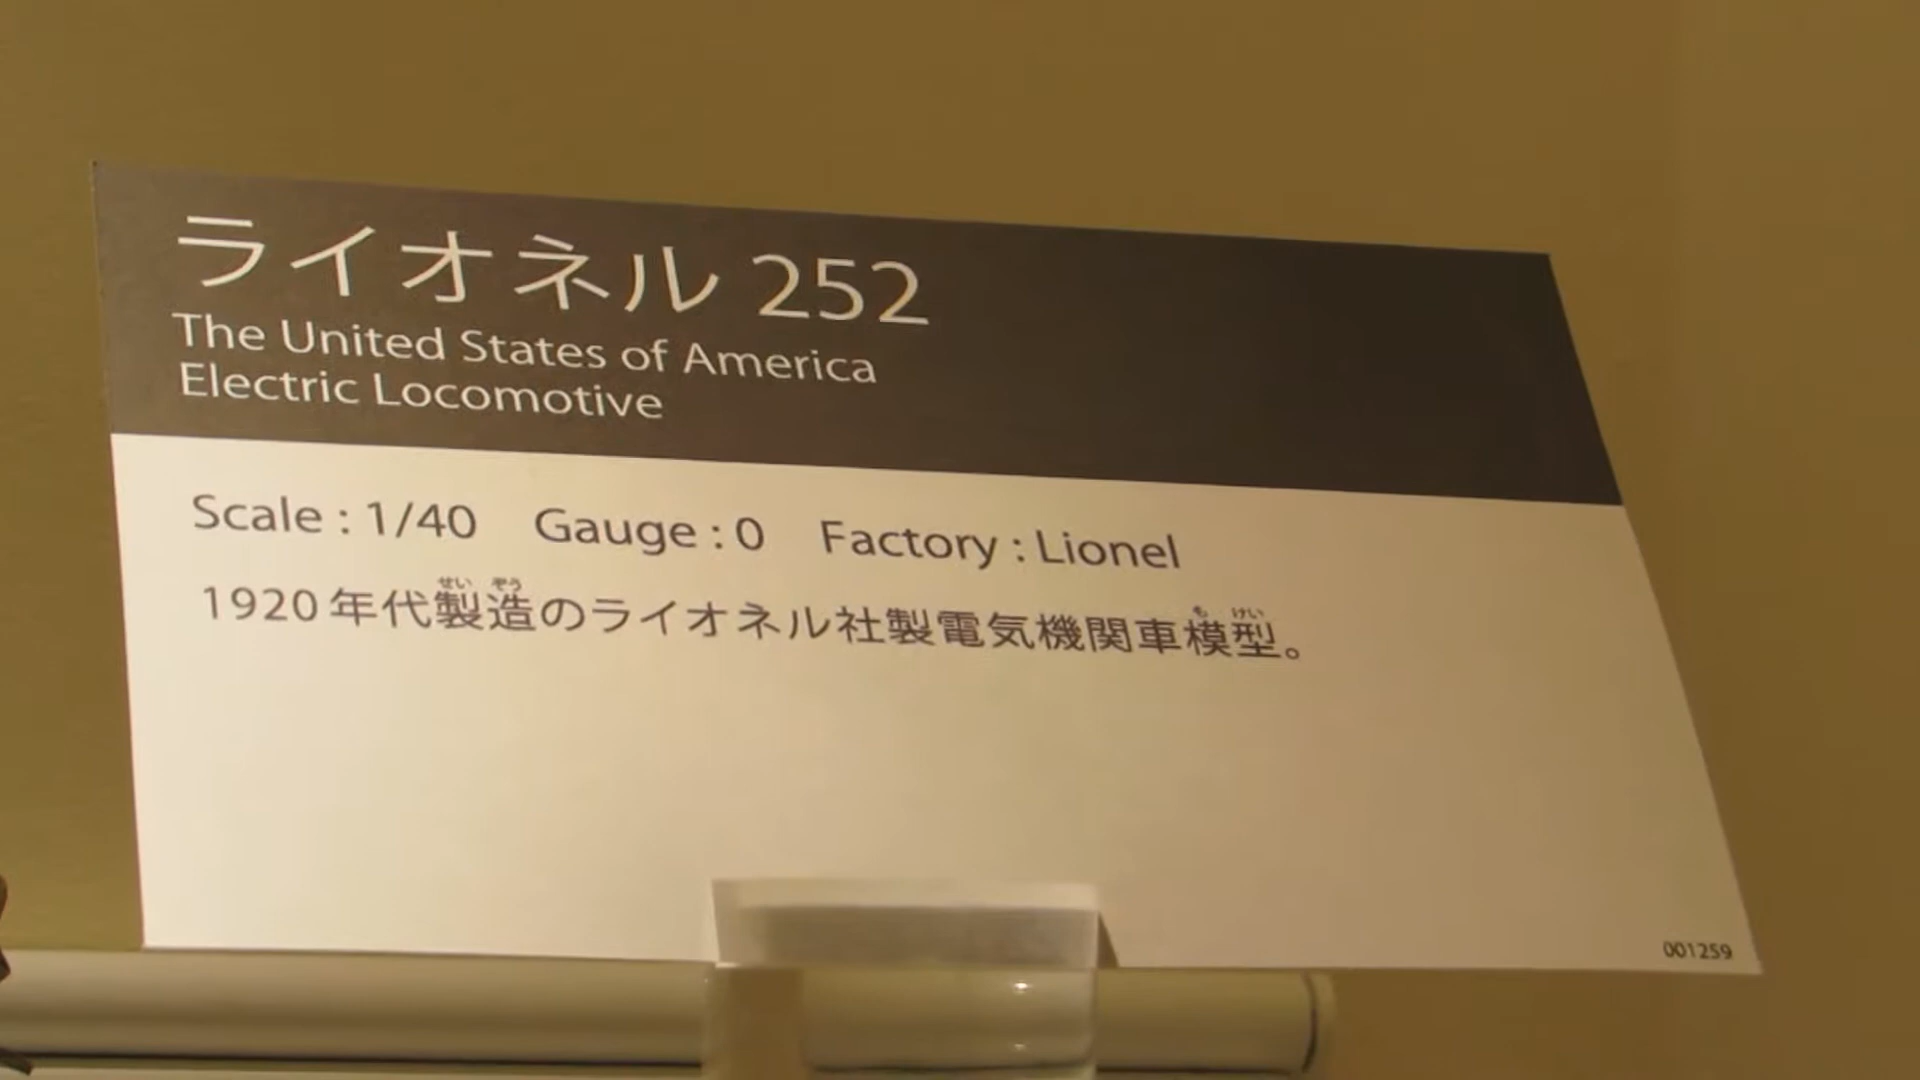 ライオネル 252
The United States of America
Electric Locomotive
Scale : 1/40 Gauge : 0 Factory : Lionel
せい ぞう も けい
1920年代製造のライオネル社製電気機関車模型。
001259